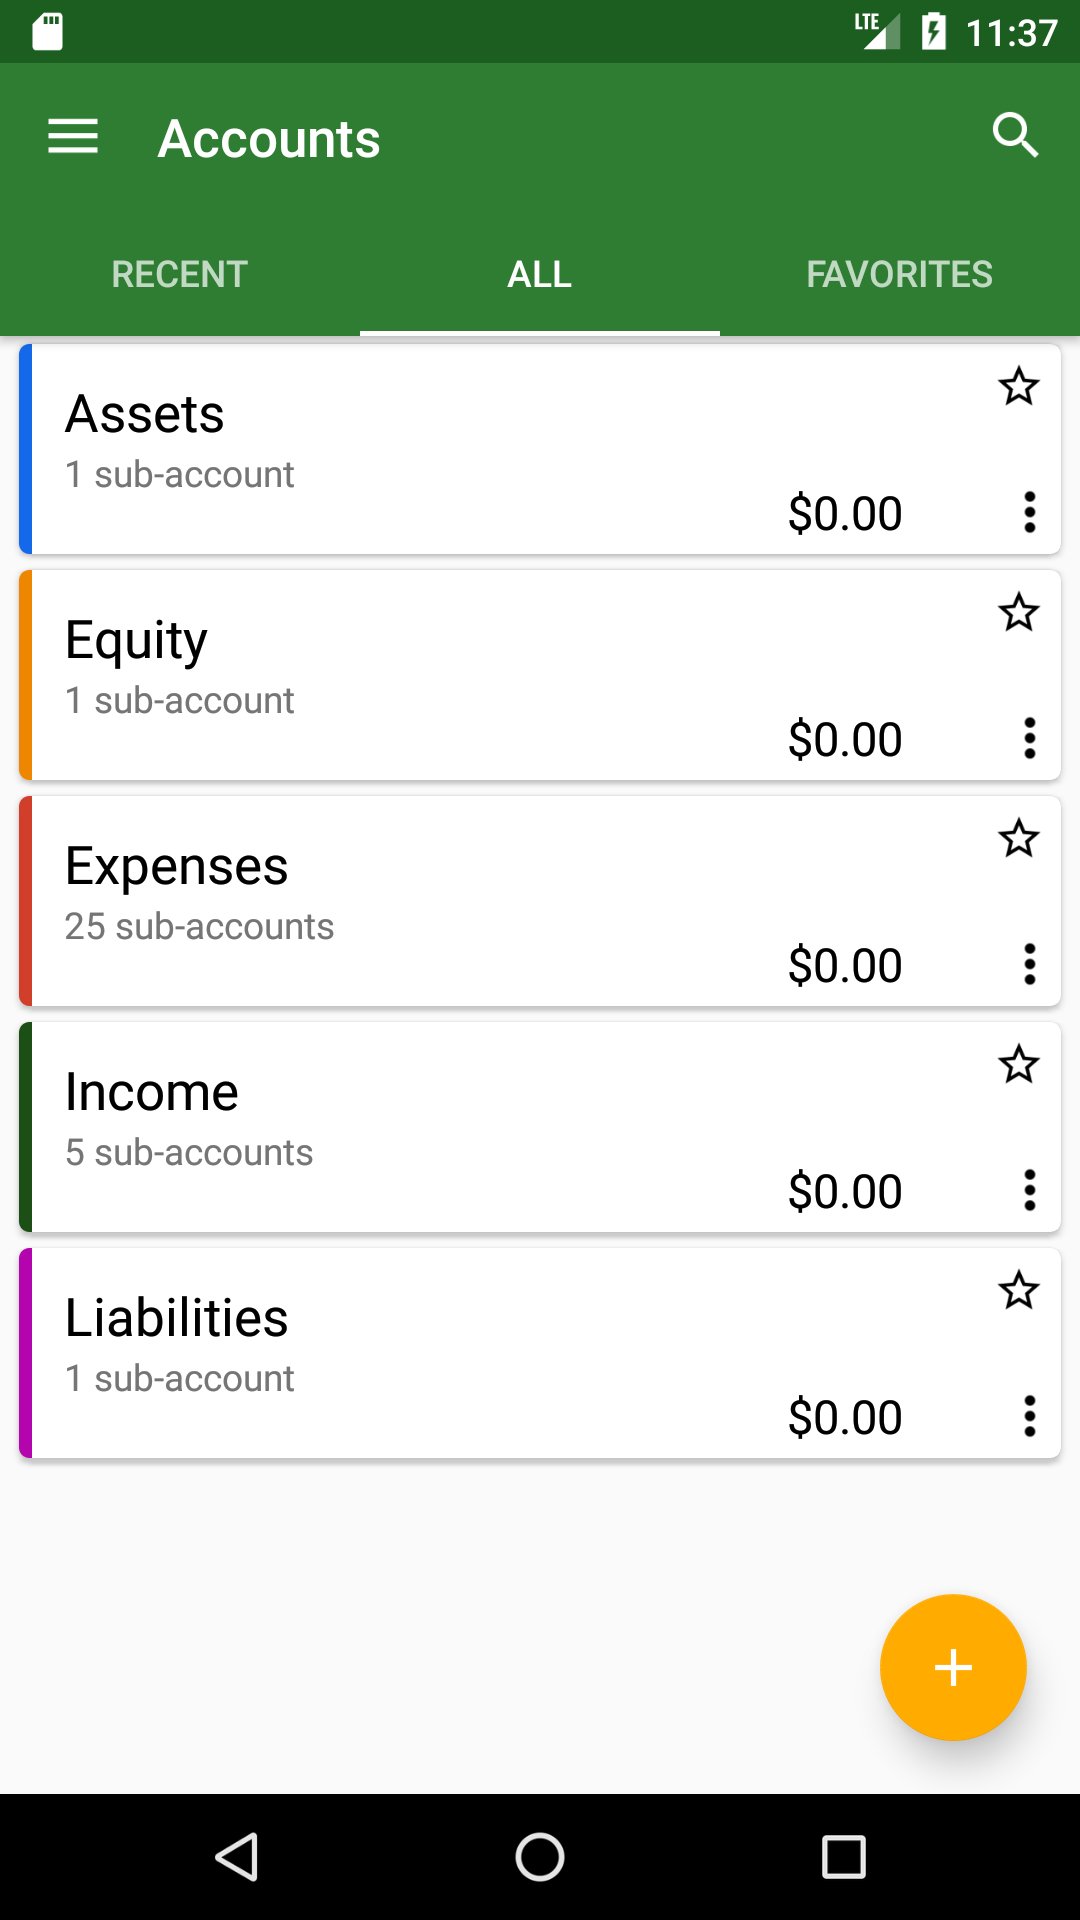 LTE 11:37
Accounts
RECENT ALL FAVORITES
Assets
1 sub-account
$0.00
Equity
1 sub-account
$0.00
Expenses
25 sub-accounts
$0.00
Income
5 sub-accounts
$0.00
Liabilities
1 sub-account
$0.00